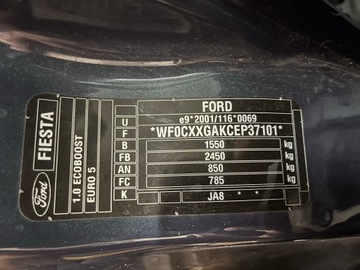 Ford
FIESTA
1.0 ECOBOOST
EURO 5
FORD
U e9*2001/116*0069
F *WF0CXXGAKCEP37101*
B 1550 kg
FB 2450 kg
AN 850 kg
FC 785 kg
K JA8 * *